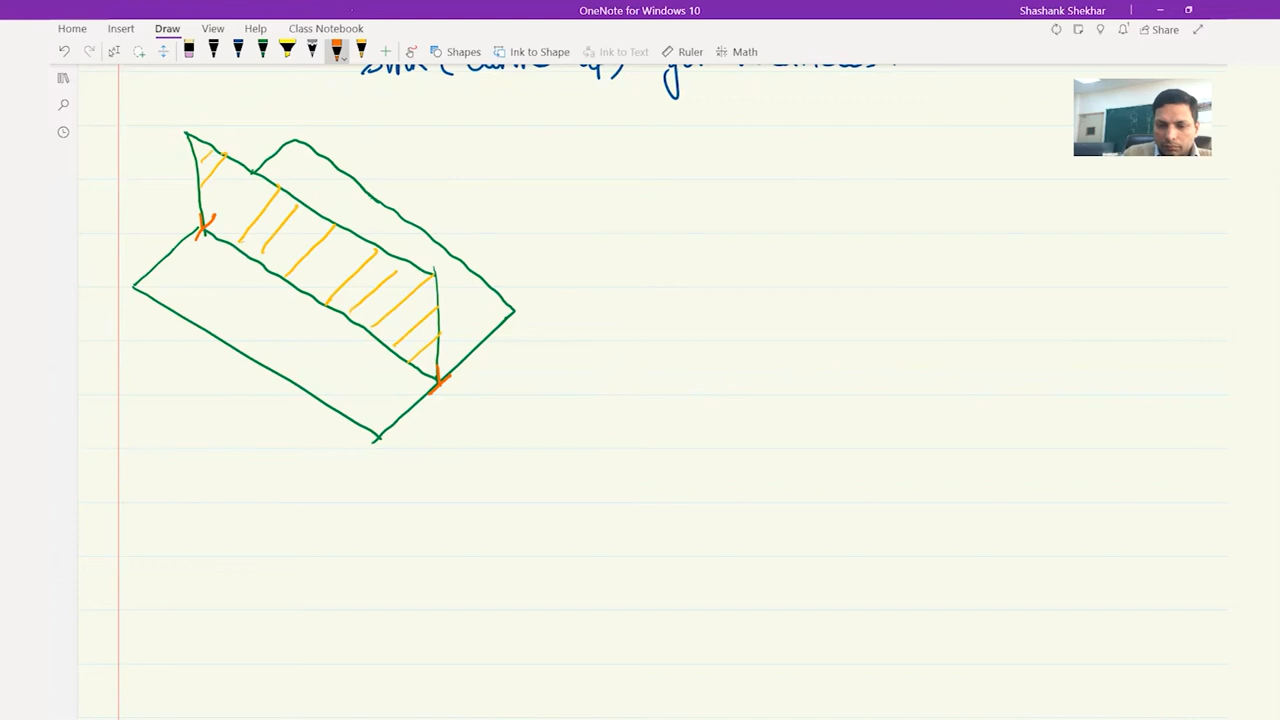 OneNote for Windows 10
Shashank Shekhar
Home Insert Draw View Help Class Notebook
Share
Shapes Ink to Shape Ink to Text Ruler Math